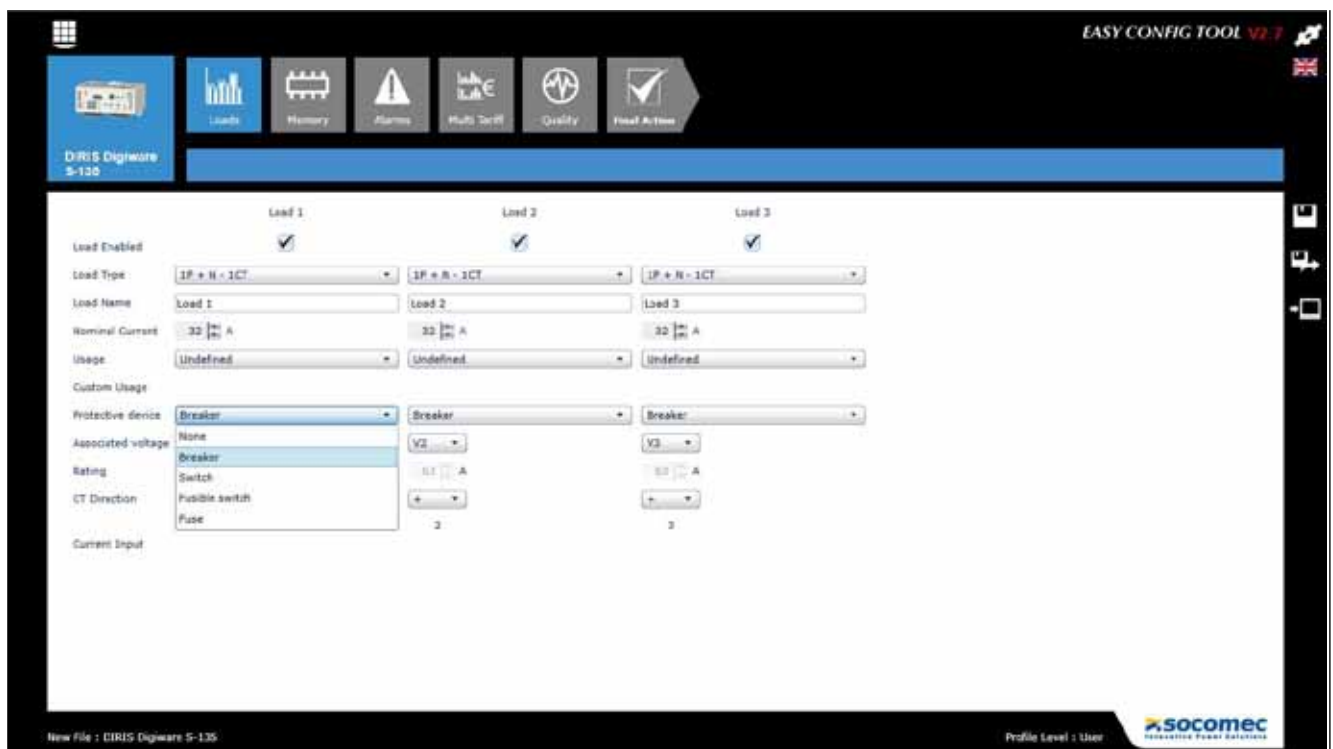 EASY CONFIG TOOL V2.7
Loads
Memory
Alarms
Multi Tariff
Quality
Final Action
DIRIS Digiware
Load 1 Load 2 Load 3
Load Enabled
Load Type 1P + N - 1CT 1P + N - 1CT 1P + N - 1CT
Load Name Load 1 Load 2 Load 3
Nominal Current 32 A 32 A 32 A
Usage Undefined Undefined Undefined
Custom Usage
Protective device Breaker Breaker Breaker
Associated voltage None V2 V3
Breaker
Rating A A
Switch
CT Direction Fusible switch + +
Fuse 2 3
Current Input
New File : DIRIS Digiware S-135
Profile Level : User
socomec
Innovative Power Solutions